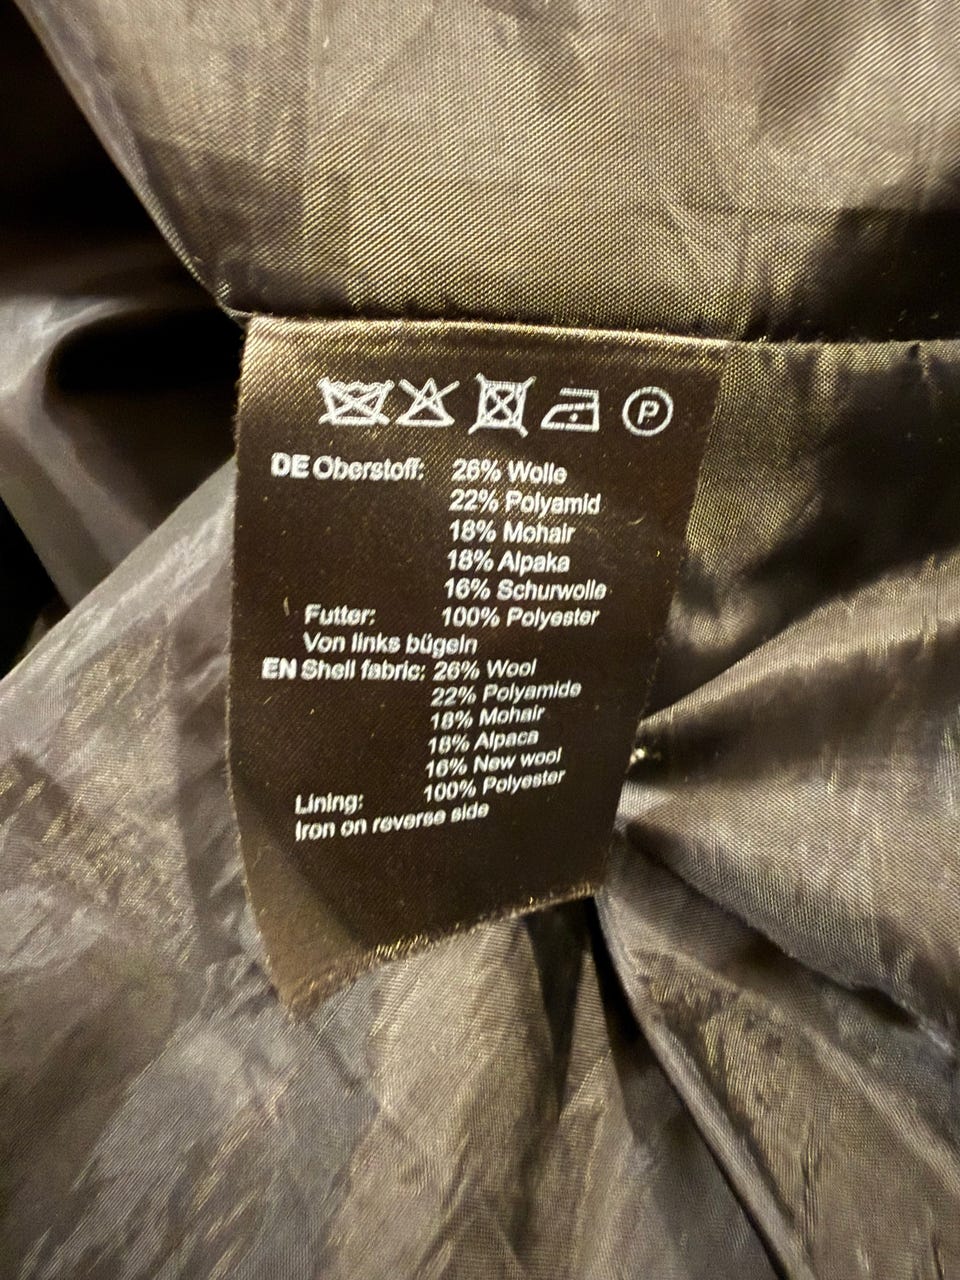 P
DE Oberstoff: 26% Wolle
22% Polyamid
18% Mohair
18% Alpaka
16% Schurwolle
Futter: 100% Polyester
Von links bügeln
EN Shell fabric: 26% Wool
22% Polyamide
18% Mohair
18% Alpaca
16% New wool
Lining: 100% Polyester
Iron on reverse side